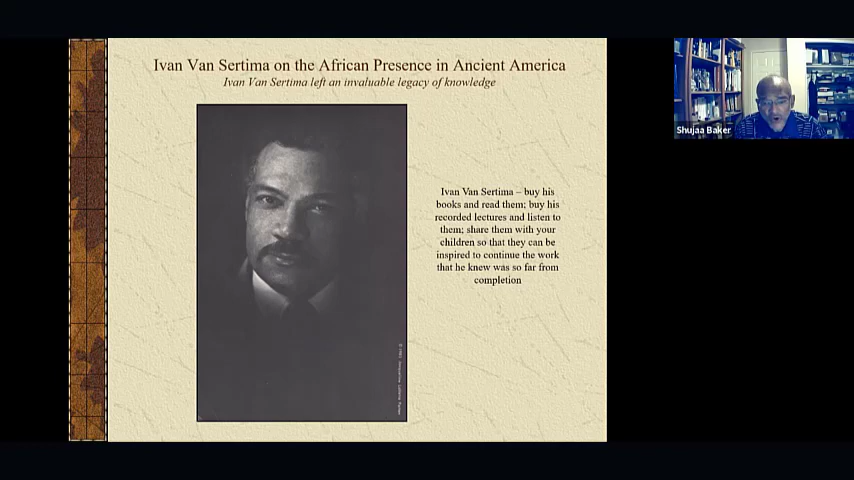 Ivan Van Sertima on the African Presence in Ancient America
Ivan Van Sertima left an invaluable legacy of knowledge
Ivan Van Sertima – buy his
books and read them; buy his
recorded lectures and listen to
them; share them with your
children so that they can be
inspired to continue the work
that he knew was so far from
completion
Shujaa Baker